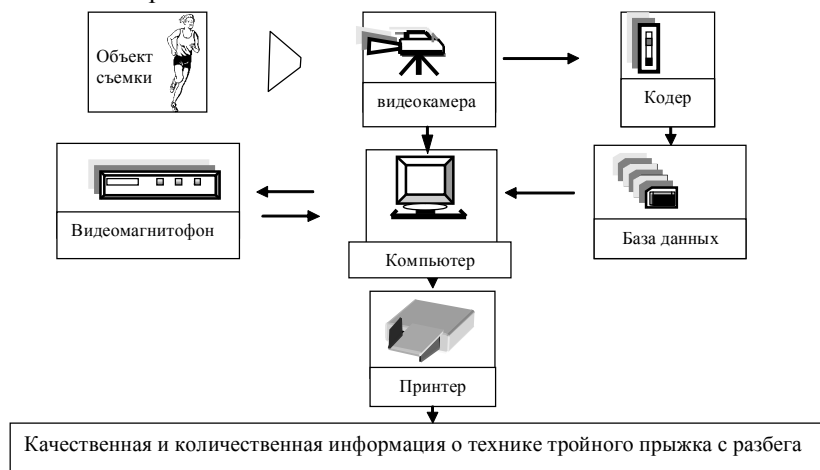 Объект
съемки
видеокамера
Кодер
Видеомагнитофон
База данных
Компьютер
Принтер
Качественная и количественная информация о технике тройного прыжка с разбега